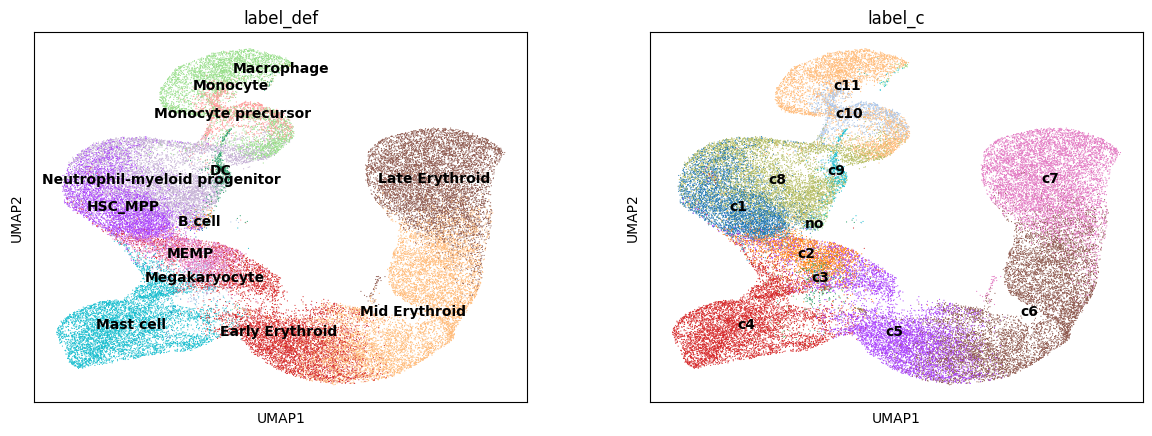 label_def
Macrophage
Monocyte
Monocyte precursor
DC
Neutrophil-myeloid progenitor
Late Erythroid
HSC_MPP
B cell
MEMP
Megakaryocyte
Mid Erythroid
Mast cell
Early Erythroid
UMAP2
UMAP1
label_c
c11
c10
c9
c8
c7
c1
no
c2
c3
c6
c4
c5
UMAP2
UMAP1